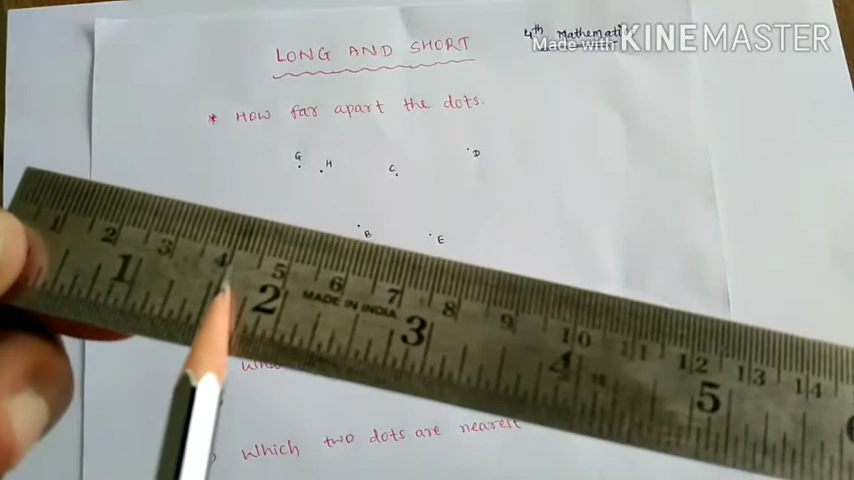 4th Mathematic
Made with KINEMASTER
LONG AND SHORT
* How far apart the dots.
G
H
C
D
B
E
1 2 3 4 5 6 7 8 9 10 11 12 13 14
1 2 MADE IN INDIA 3 4 5
Which two dots are nearest